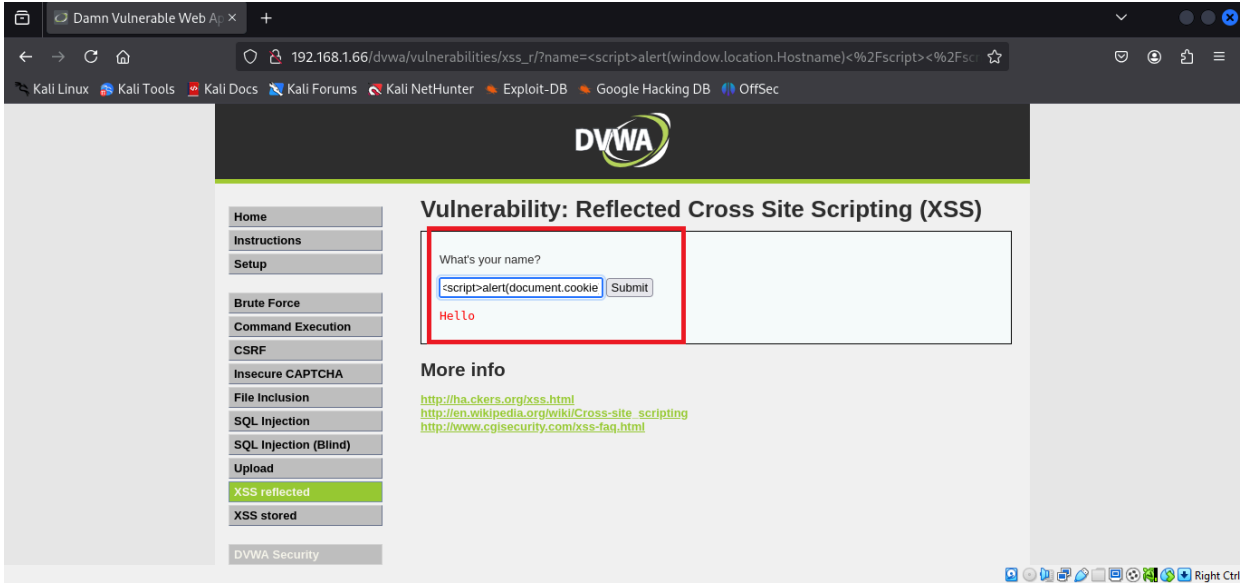 Damn Vulnerable Web Ap
192.168.1.66/dvwa/vulnerabilities/xss_r/?name=<script>alert(window.location.Hostname)<%2Fscript><%2Fscr
Kali Linux Kali Tools Kali Docs Kali Forums Kali NetHunter Exploit-DB Google Hacking DB OffSec
DVWA
Home
Instructions
Setup
Brute Force
Command Execution
CSRF
Insecure CAPTCHA
File Inclusion
SQL Injection
SQL Injection (Blind)
Upload
XSS reflected
XSS stored
DVWA Security
Vulnerability: Reflected Cross Site Scripting (XSS)
What's your name?
<script>alert(document.cookie Submit
Hello
More info
http://ha.ckers.org/xss.html
http://en.wikipedia.org/wiki/Cross-site_scripting
http://www.cgisecurity.com/xss-faq.html
Right Ctrl